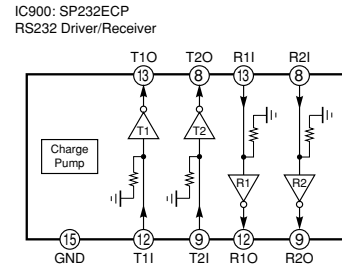 IC900: SP232ECP
RS232 Driver/Receiver
T1O T2O R1I R2I
13 8 13 8
T1 T2
Charge
Pump
R1 R2
15 12 9 12 9
GND T1I T2I R1O R2O